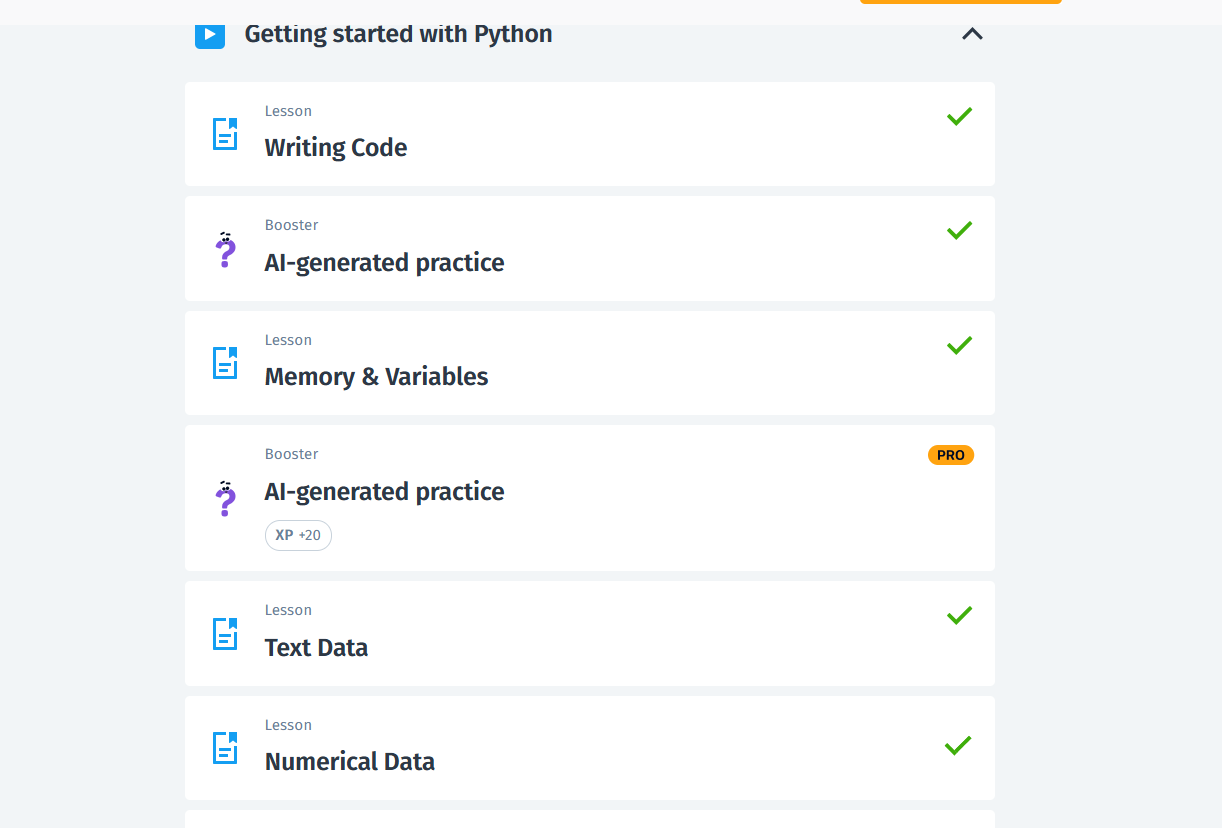 Getting started with Python
Lesson
Writing Code
Booster
AI-generated practice
Lesson
Memory & Variables
Booster
PRO
AI-generated practice
XP +20
Lesson
Text Data
Lesson
Numerical Data